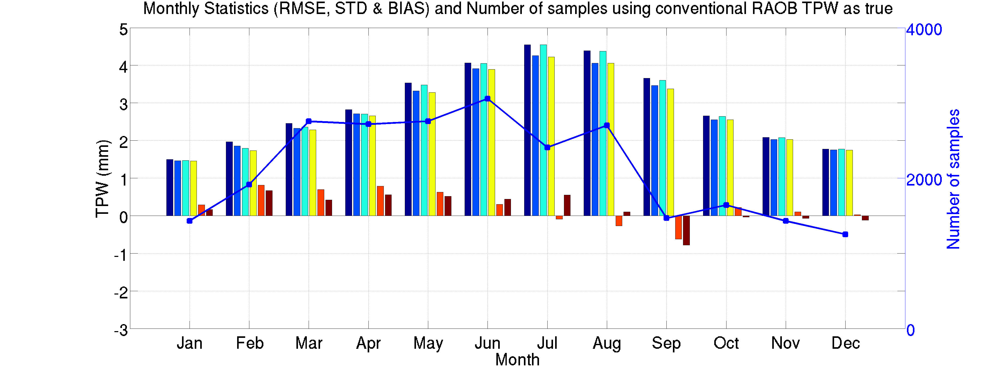 Monthly Statistics (RMSE, STD & BIAS) and Number of samples using conventional RAOB TPW as true
5
4
3
2
1
0
-1
-2
-3
TPW (mm)
4000
2000
0
Number of samples
Jan Feb Mar Apr May Jun Jul Aug Sep Oct Nov Dec
Month